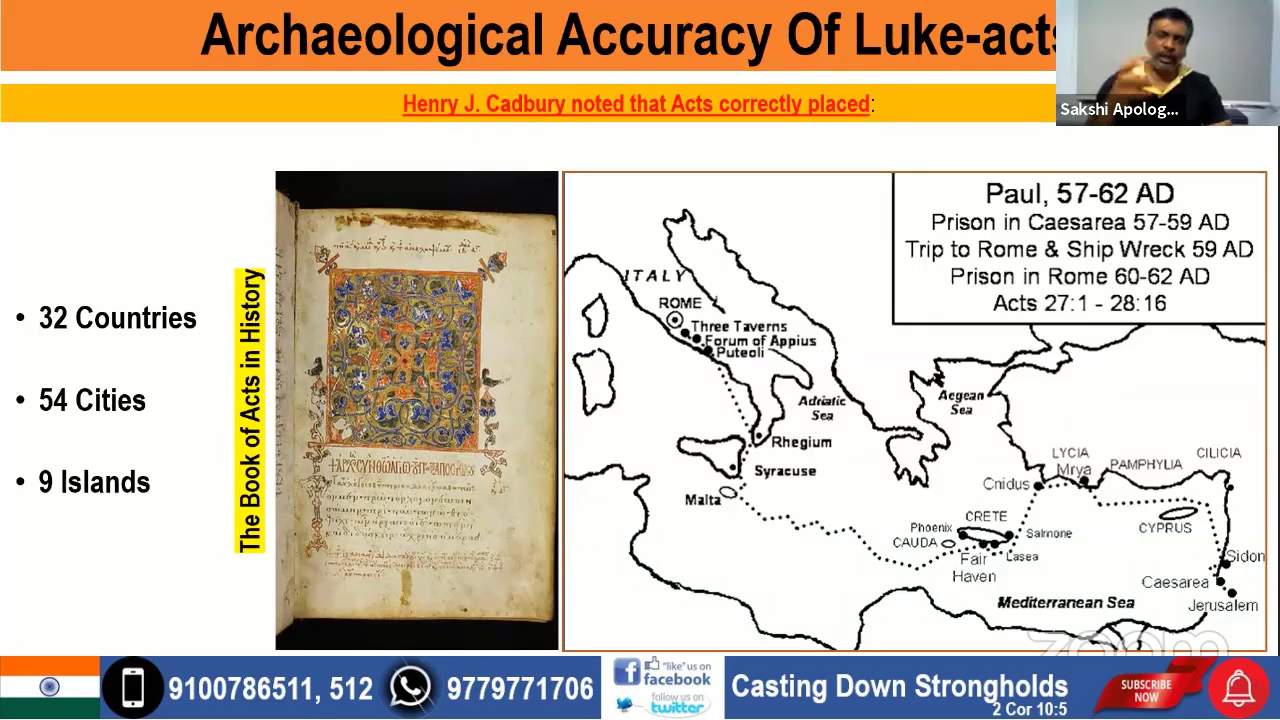 Archaeological Accuracy Of Luke-acts
Henry J. Cadbury noted that Acts correctly placed:
Sakshi Apolog...
• 32 Countries
• 54 Cities
• 9 Islands
The Book of Acts in History
Paul, 57-62 AD
Prison in Caesarea 57-59 AD
Trip to Rome & Ship Wreck 59 AD
Prison in Rome 60-62 AD
Acts 27:1 - 28:16
ITALY
ROME
Three Taverns
Forum of Appius
Puteoli
Adriatic
Sea
Aegean
Sea
Rhegium
Syracuse
Malta
LYCIA
Mrya
PAMPHYLIA
CILICIA
Cnidus
CRETE
Phoenix
CAUDA
Salmone
Fair
Haven
Lasea
CYPRUS
Sidon
Caesarea
Jerusalem
Mediterranean Sea
zoom
9100786511, 512
9779771706
"like" us on
facebook
follow us on
twitter
Casting Down Strongholds
2 Cor 10:5
SUBSCRIBE
NOW